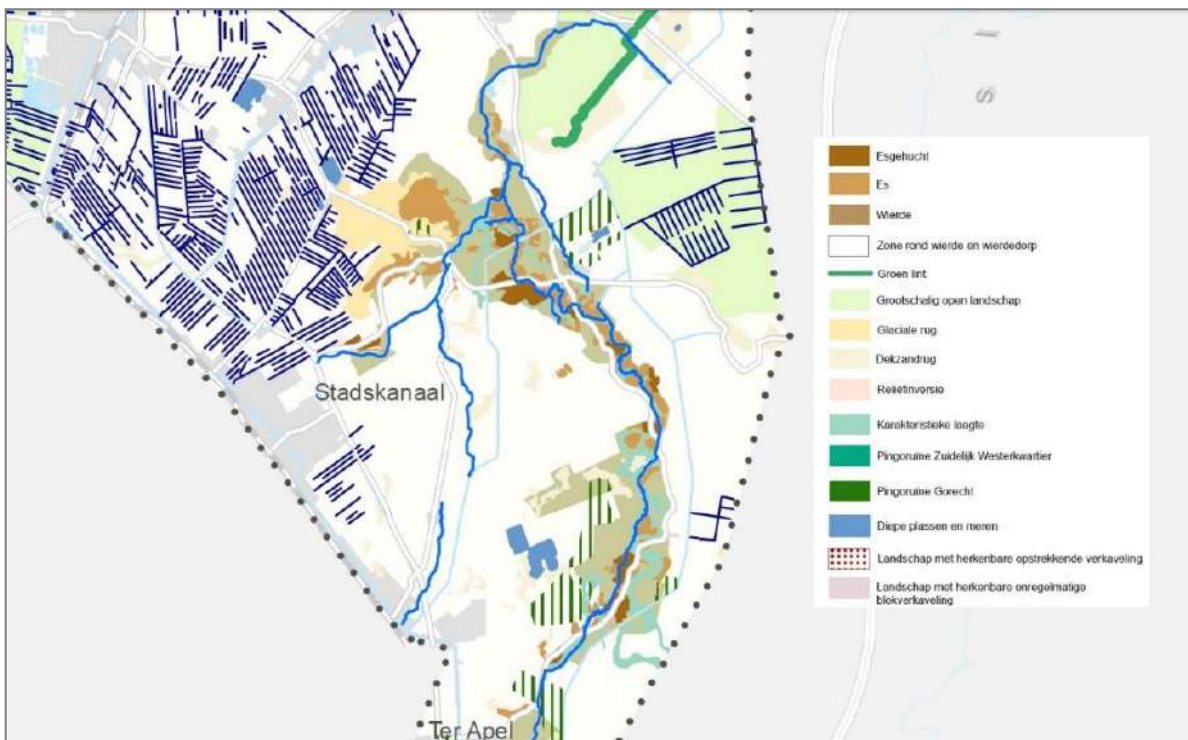 S
I
Stadskanaal
Ter Apel
Esgehucht
Es
Wierde
Zone rond wierde en wierdedorp
Groen lint
Grootschalig open landschap
Glaciale rug
Dekzandrug
Reliëfinversie
Karakteristieke laagte
Pingoruïne Zuidelijk Westerkwartier
Pingoruïne Gorecht
Diepe plassen en meren
Landschap met herkenbare opstrekkende verkaveling
Landschap met herkenbare onregelmatige
blokverkaveling